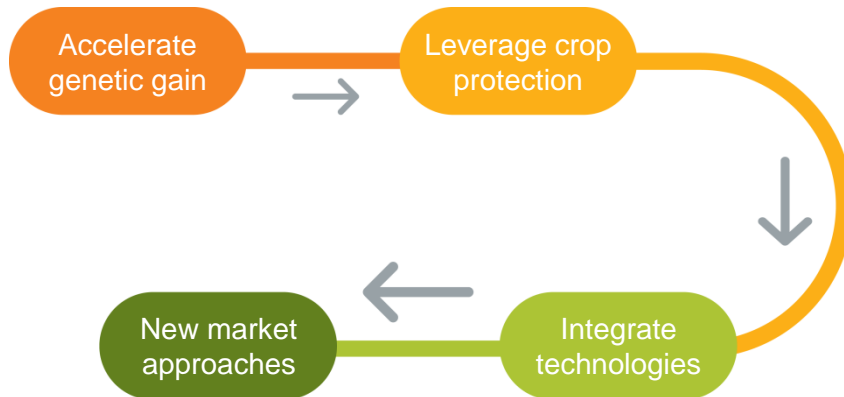 Accelerate
genetic gain
Leverage crop
protection
Integrate
technologies
New market
approaches